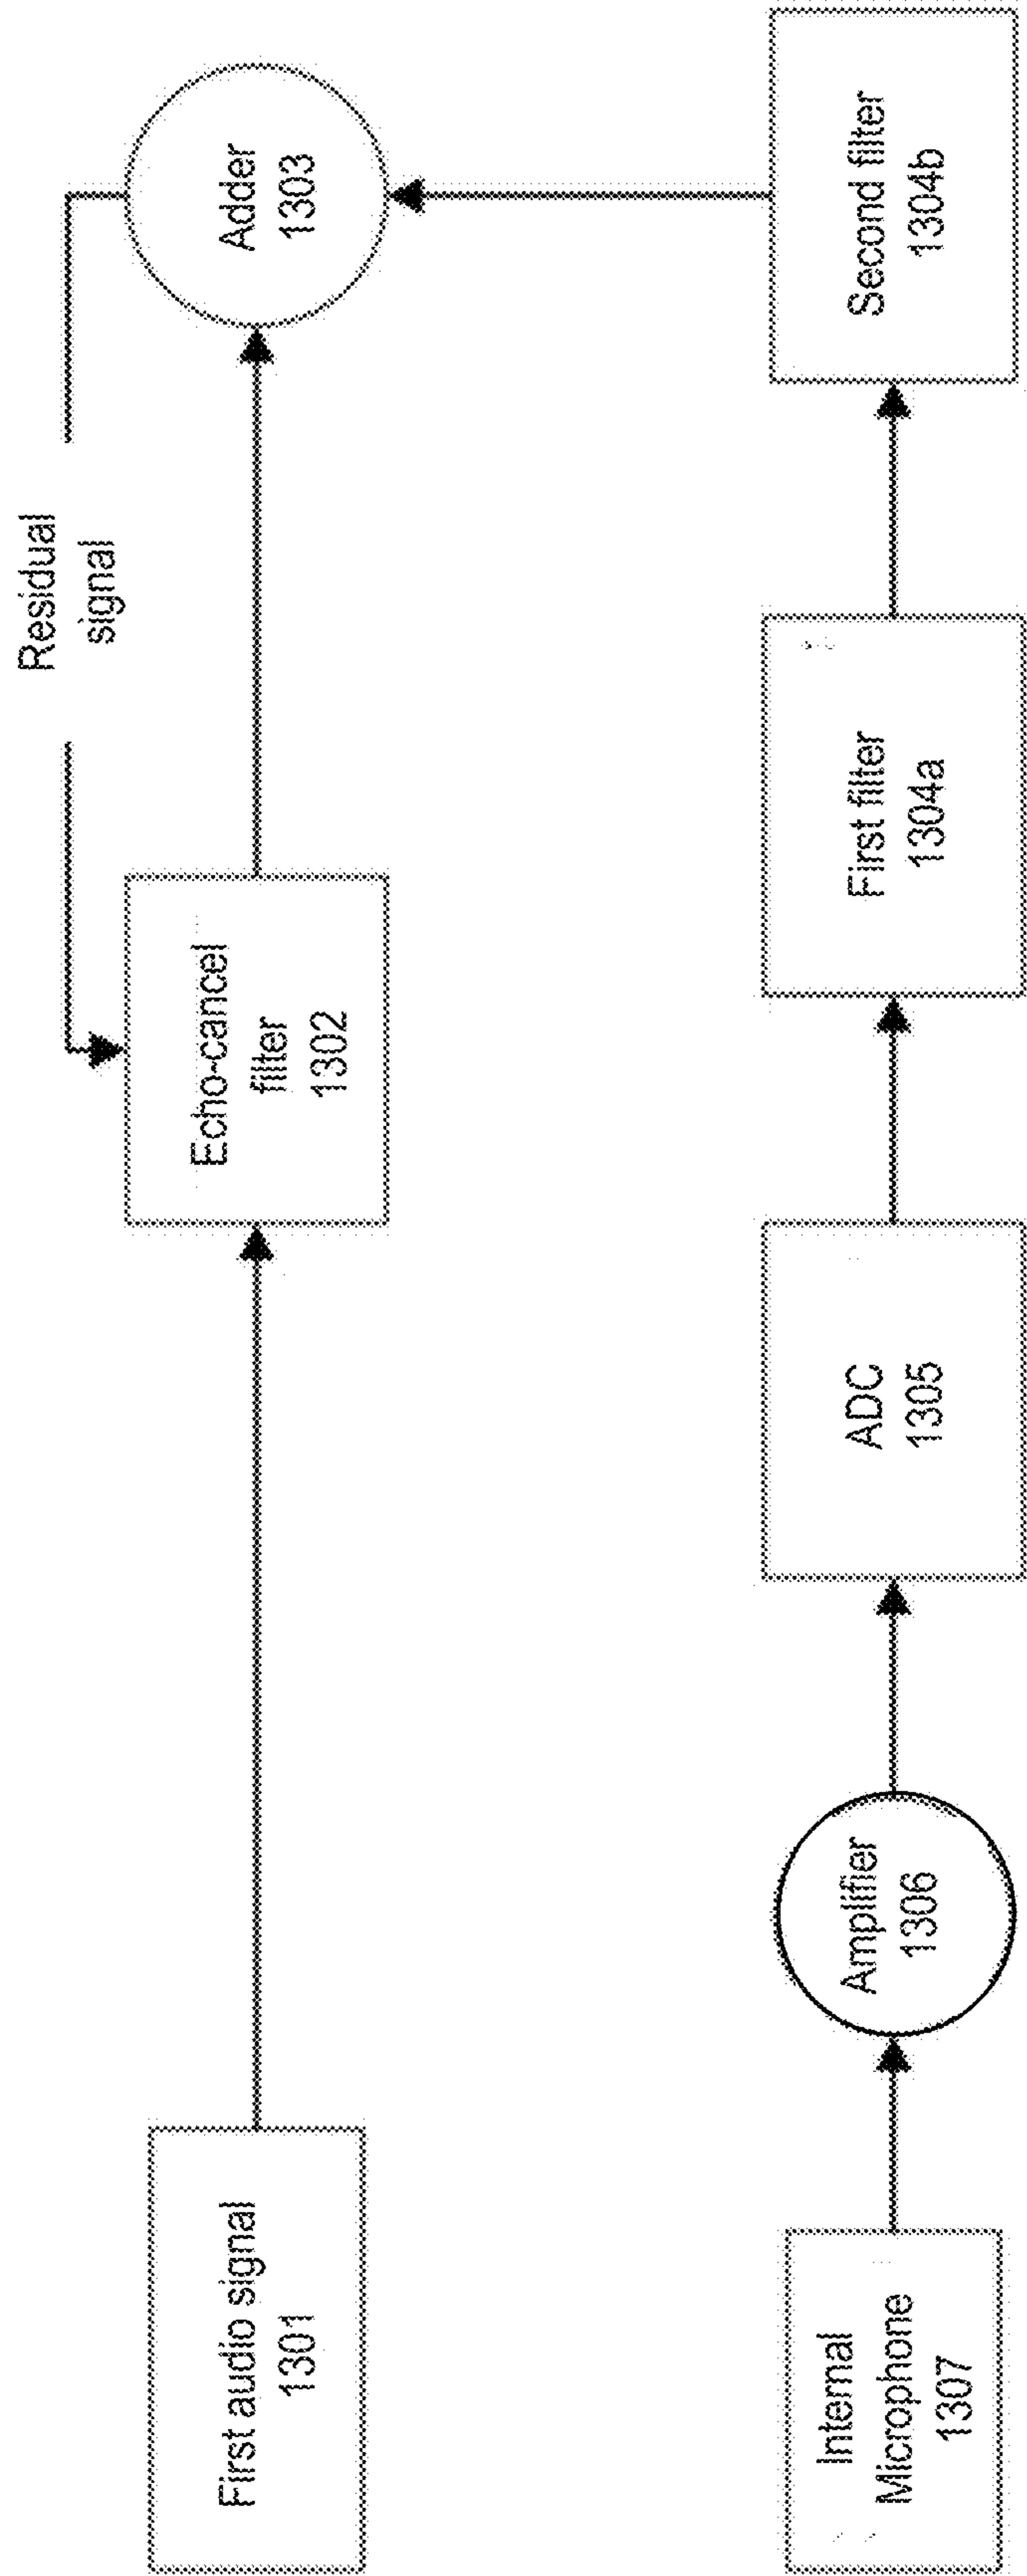 Residual
signal
First audio signal
1301
Echo-cancel
filter
1302
Adder
1303
Internal
Microphone
1307
Amplifier
1306
ADC
1305
First filter
1304a
Second filter
1304b